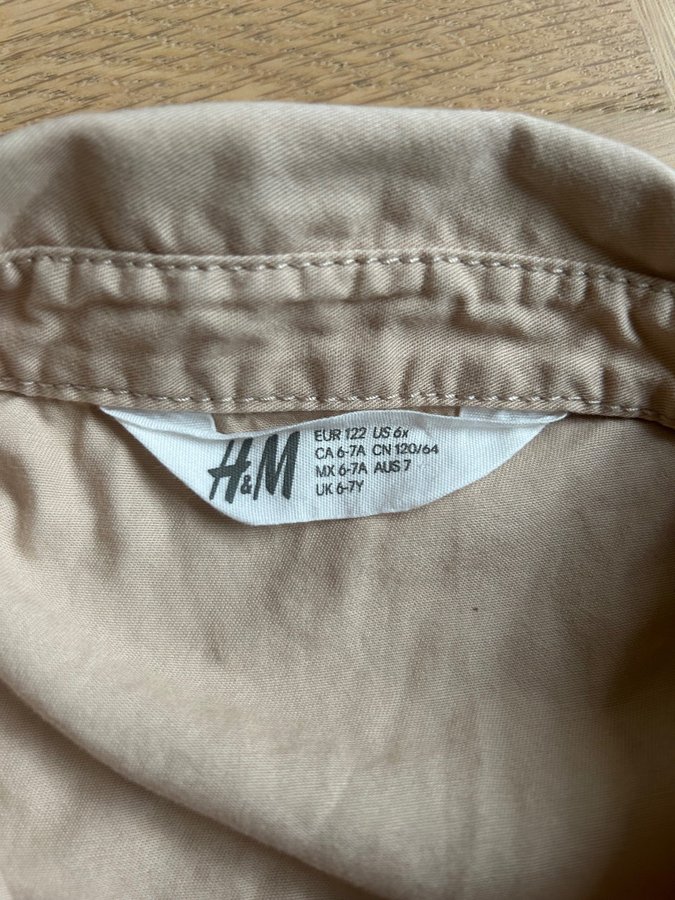 H&M
EUR 122 US 6x
CA 6-7A CN 120/64
MX 6-7A AUS 7
UK 6-7Y